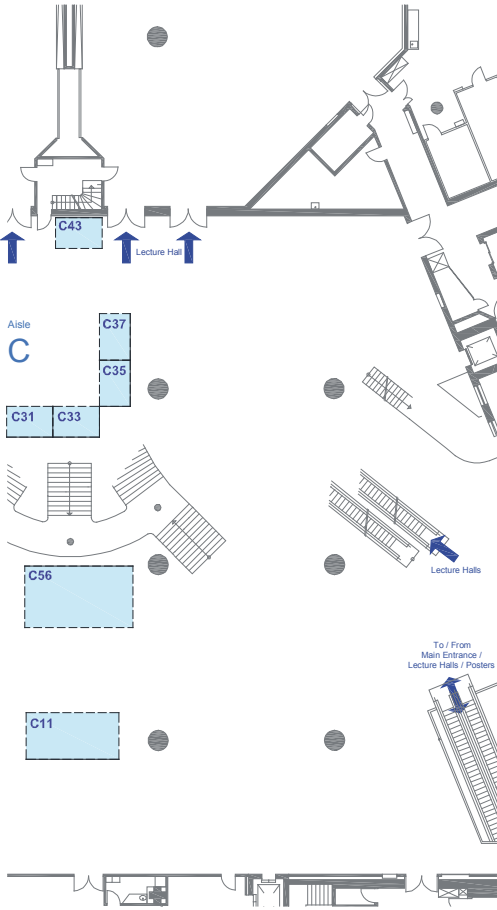 C43
Lecture Hall
Aisle
C
C37
C35
C31
C33
C56
Lecture Halls
To / From
Main Entrance /
Lecture Halls / Posters
C11